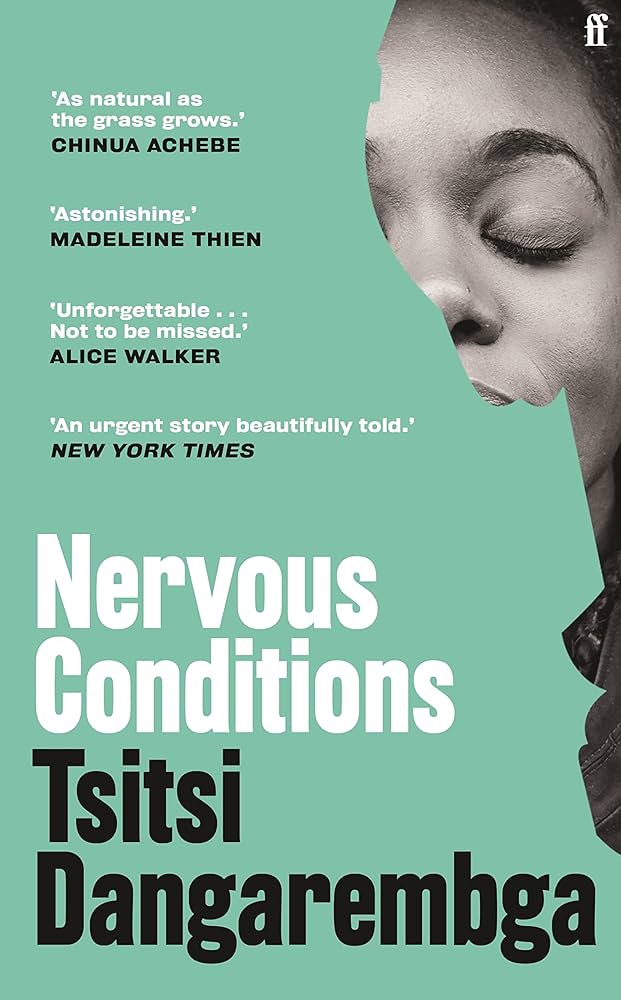 ff
‘As natural as
the grass grows.’
CHINUA ACHEBE
‘Astonishing.’
MADELEINE THIEN
‘Unforgettable . . .
Not to be missed.’
ALICE WALKER
‘An urgent story beautifully told.’
NEW YORK TIMES
Nervous
Conditions
Tsitsi
Dangarembga